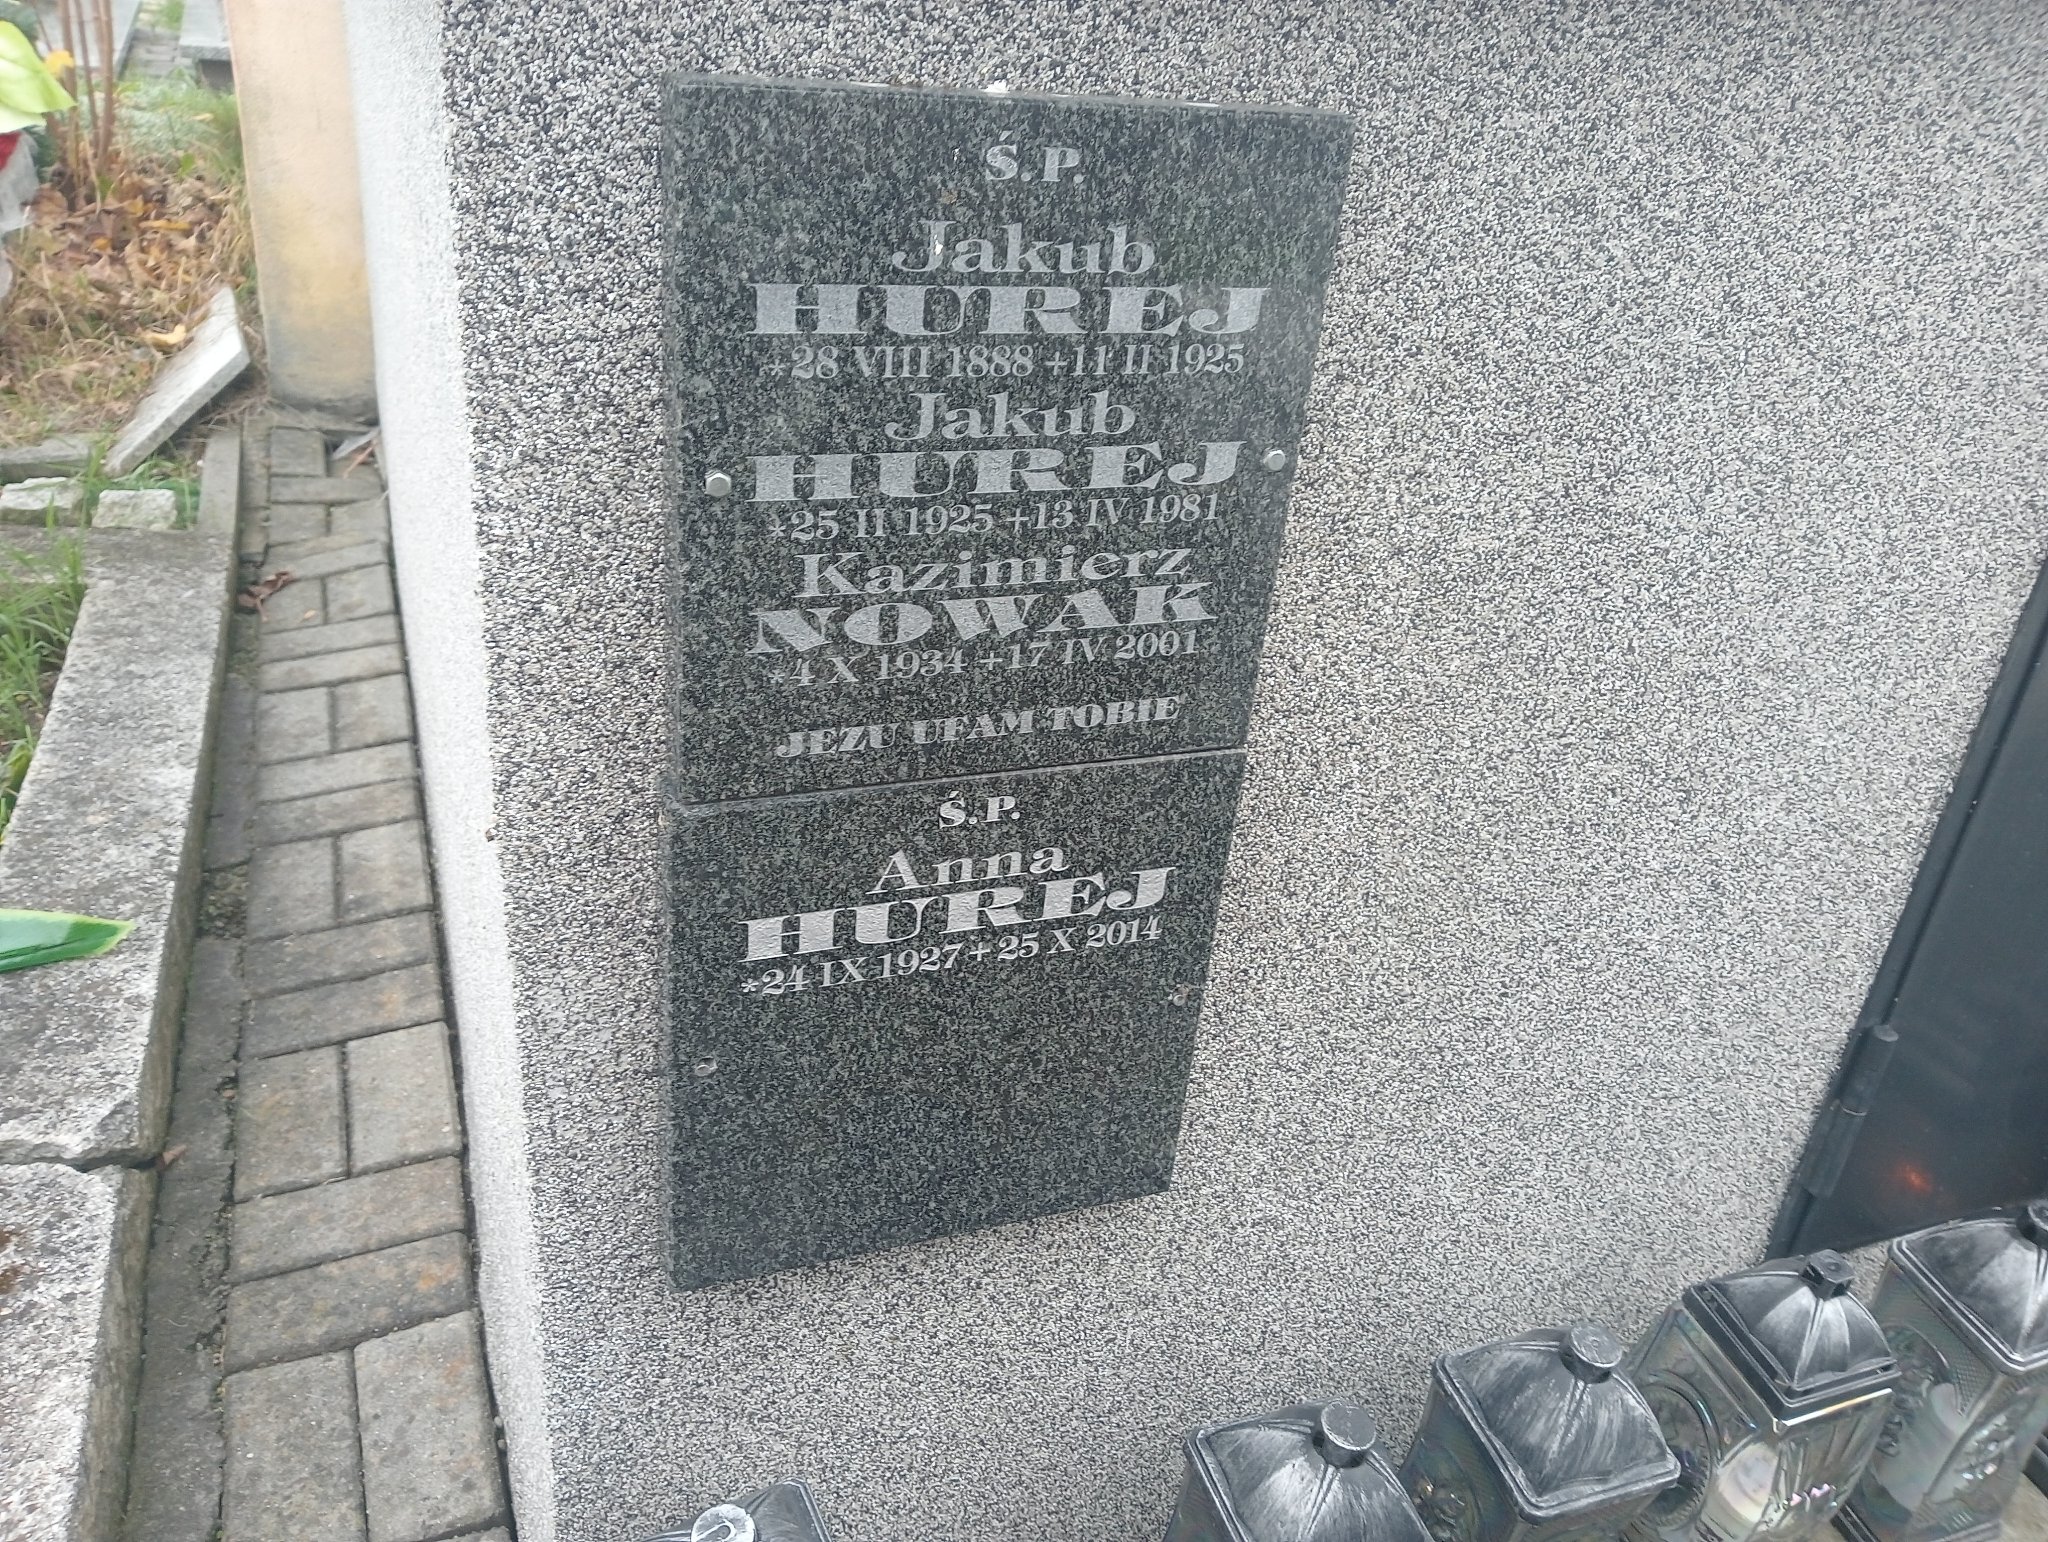 Ś.P.
Jakub
HUREJ
*28 VIII 1888 +11 II 1925
Jakub
HUREJ
*25 II 1925 +13 IV 1981
Kazimierz
NOWAK
*4 X 1934 +17 IV 2001
JEZU UFAM TOBIE
Ś.P.
Anna
HUREJ
*24 IX 1927 + 25 X 2014